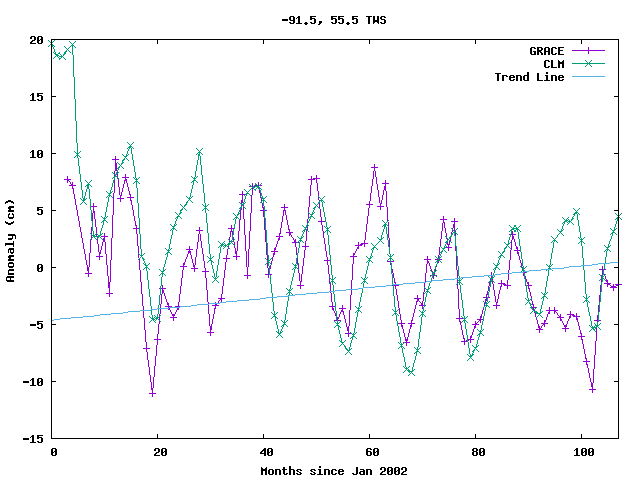 -91.5, 55.5 TWS
GRACE
CLM
Trend Line
20
15
10
5
0
-5
-10
-15
Anomaly (cm)
0 20 40 60 80 100
Months since Jan 2002